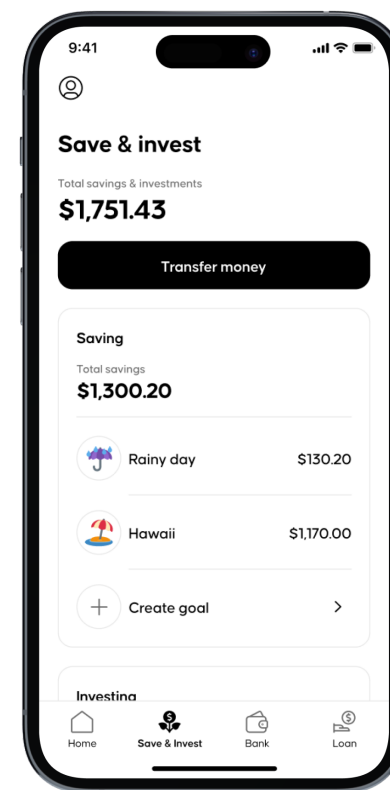 9:41
Save & invest
Total savings & investments
$1,751.43
Transfer money
Saving
Total savings
$1,300.20
Rainy day $130.20
Hawaii $1,170.00
Create goal
Investing
$ $
Home Save & Invest Bank Loan